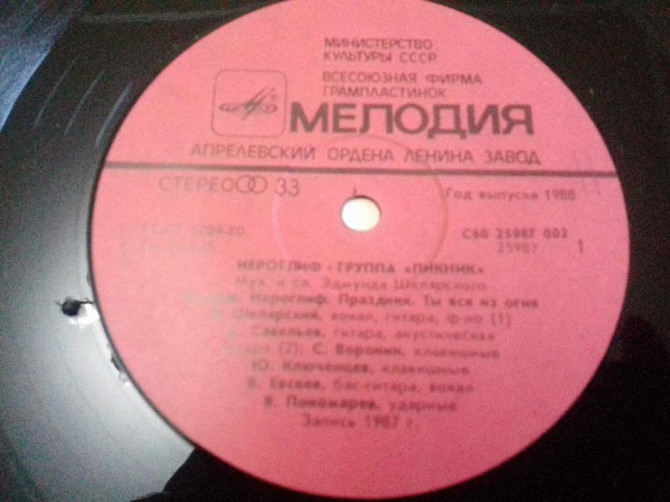 МИНИСТЕРСТВО
КУЛЬТУРЫ СССР
ВСЕСОЮЗНАЯ ФИРМА
ГРАМПЛАСТИНОК
МЕЛОДИЯ
АПРЕЛЕВСКИЙ ОРДЕНА ЛЕНИНА ЗАВОД
СТЕРЕО 33
Год выпуска 1988
С60 25987 002
25987 1
ИЕРОГЛИФ - ГРУППА «ПИКНИК»
Муз. и сл. Эдмунда Шклярского
Иероглиф. Праздник. Ты вся из огня
Шклярский, вокал, гитара, ф-но (1)
А. Савельев, гитара, акустическая
(2); С. Воронин, клавишные
Ю. Ключенцев, клавишные
В. Евсеев, бас-гитара, вокал
В. Пономарев, ударные
Запись 1987 г.